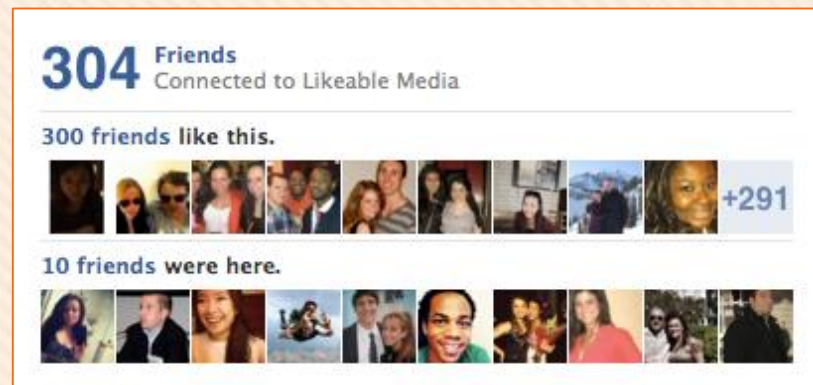 304 Friends
Connected to Likeable Media
300 friends like this.
+291
10 friends were here.